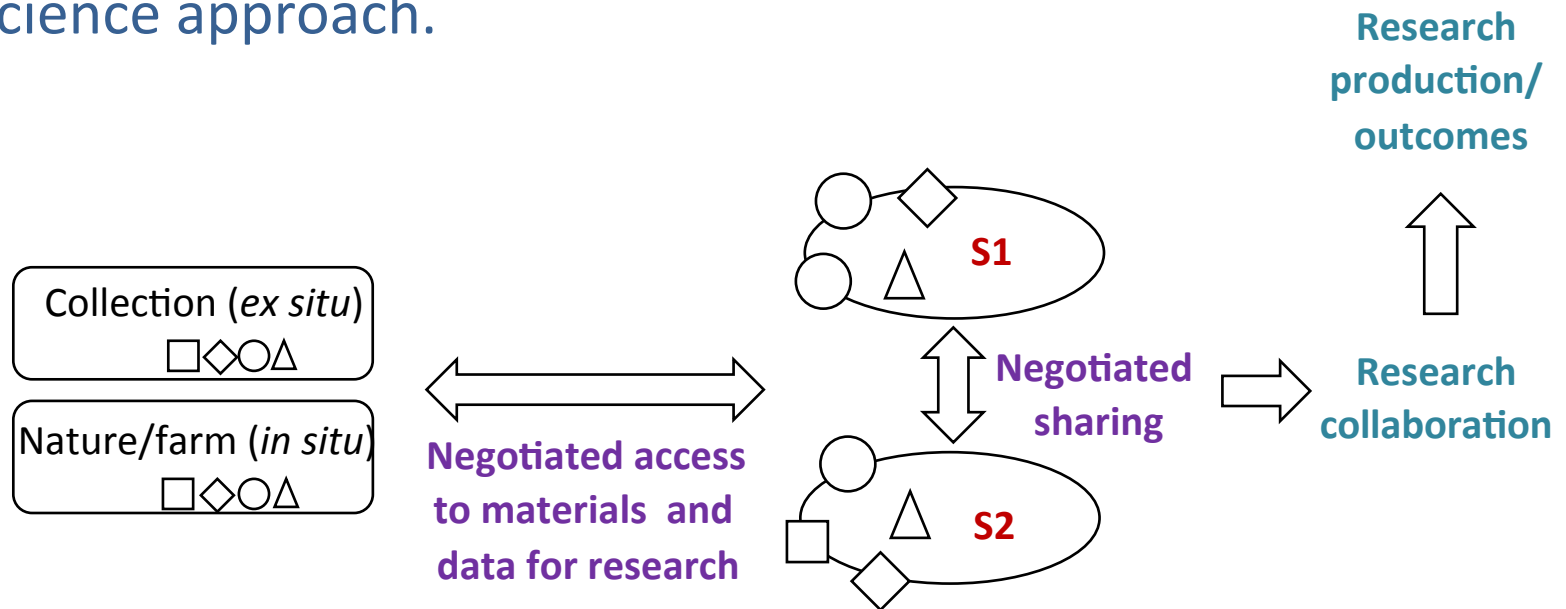 cience approach.
Research
production/
outcomes
S1
Collection (ex situ)
Nature/farm (in situ)
Negotiated
sharing
Research
collaboration
Negotiated access
to materials and
data for research
S2